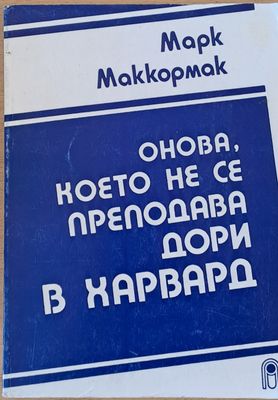 Марк
Маккормак
ОНОВА,
КОЕТО НЕ СЕ
ПРЕПОДАВА
ДОРИ
В ХАРВАРД